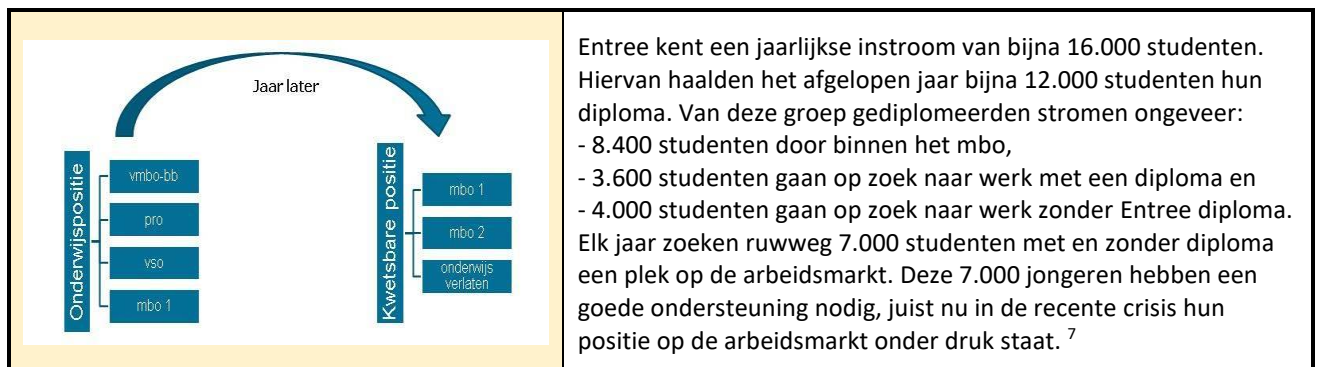 Jaar later
Onderwijspositie
vmbo-bb
pro
vso
mbo 1
Kwetsbare positie
mbo 1
mbo 2
onderwijs
verlaten
Entree kent een jaarlijkse instroom van bijna 16.000 studenten.
Hiervan haalden het afgelopen jaar bijna 12.000 studenten hun
diploma. Van deze groep gediplomeerden stromen ongeveer:
- 8.400 studenten door binnen het mbo,
- 3.600 studenten gaan op zoek naar werk met een diploma en
- 4.000 studenten gaan op zoek naar werk zonder Entree diploma.
Elk jaar zoeken ruwweg 7.000 studenten met en zonder diploma
een plek op de arbeidsmarkt. Deze 7.000 jongeren hebben een
goede ondersteuning nodig, juist nu in de recente crisis hun
positie op de arbeidsmarkt onder druk staat. 7